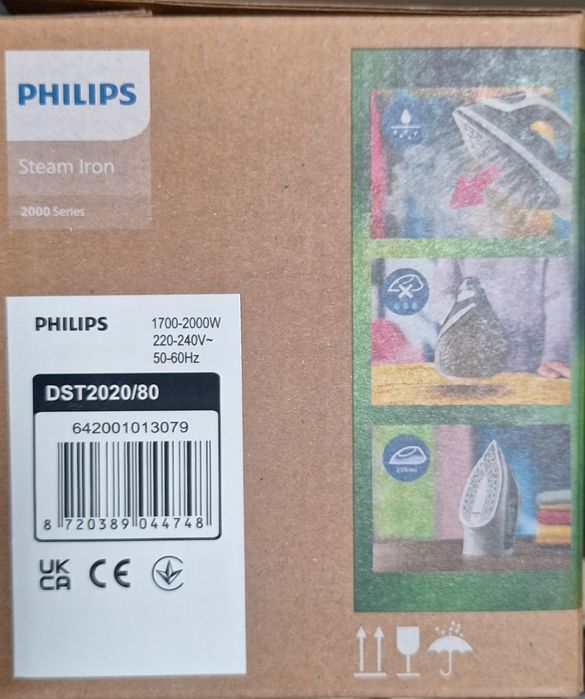 PHILIPS
Steam Iron
2000 Series
PHILIPS
1700-2000W
220-240V~
50-60Hz
DST2020/80
642001013079
8 720389 044748
UK
CA
CE